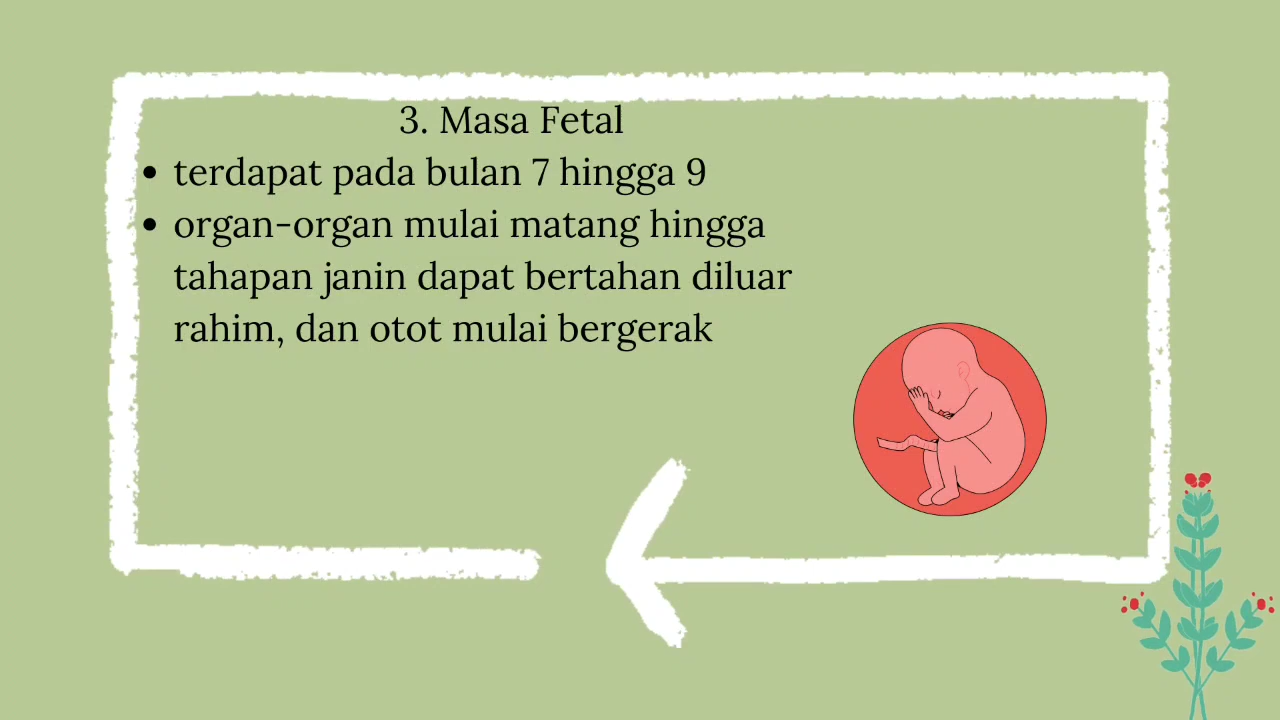 3. Masa Fetal
• terdapat pada bulan 7 hingga 9
• organ-organ mulai matang hingga
tahapan janin dapat bertahan diluar
rahim, dan otot mulai bergerak